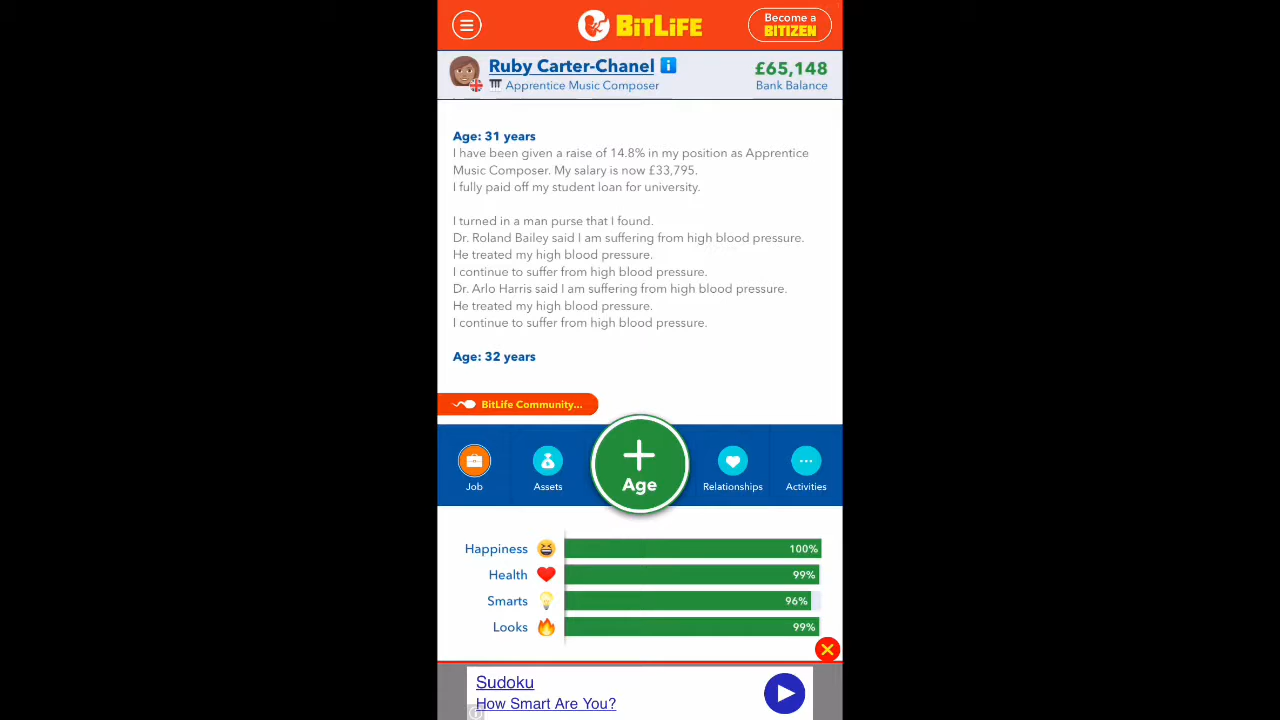 BITLIFE
Become a
BITIZEN
Ruby Carter-Chanel
£65,148
Apprentice Music Composer
Bank Balance
Age: 31 years
I have been given a raise of 14.8% in my position as Apprentice
Music Composer. My salary is now £33,795.
I fully paid off my student loan for university.
I turned in a man purse that I found.
Dr. Roland Bailey said I am suffering from high blood pressure.
He treated my high blood pressure.
I continue to suffer from high blood pressure.
Dr. Arlo Harris said I am suffering from high blood pressure.
He treated my high blood pressure.
I continue to suffer from high blood pressure.
Age: 32 years
BitLife Community...
Job
Assets
Age
Relationships
Activities
Happiness
100%
Health
99%
Smarts
96%
Looks
99%
Sudoku
How Smart Are You?